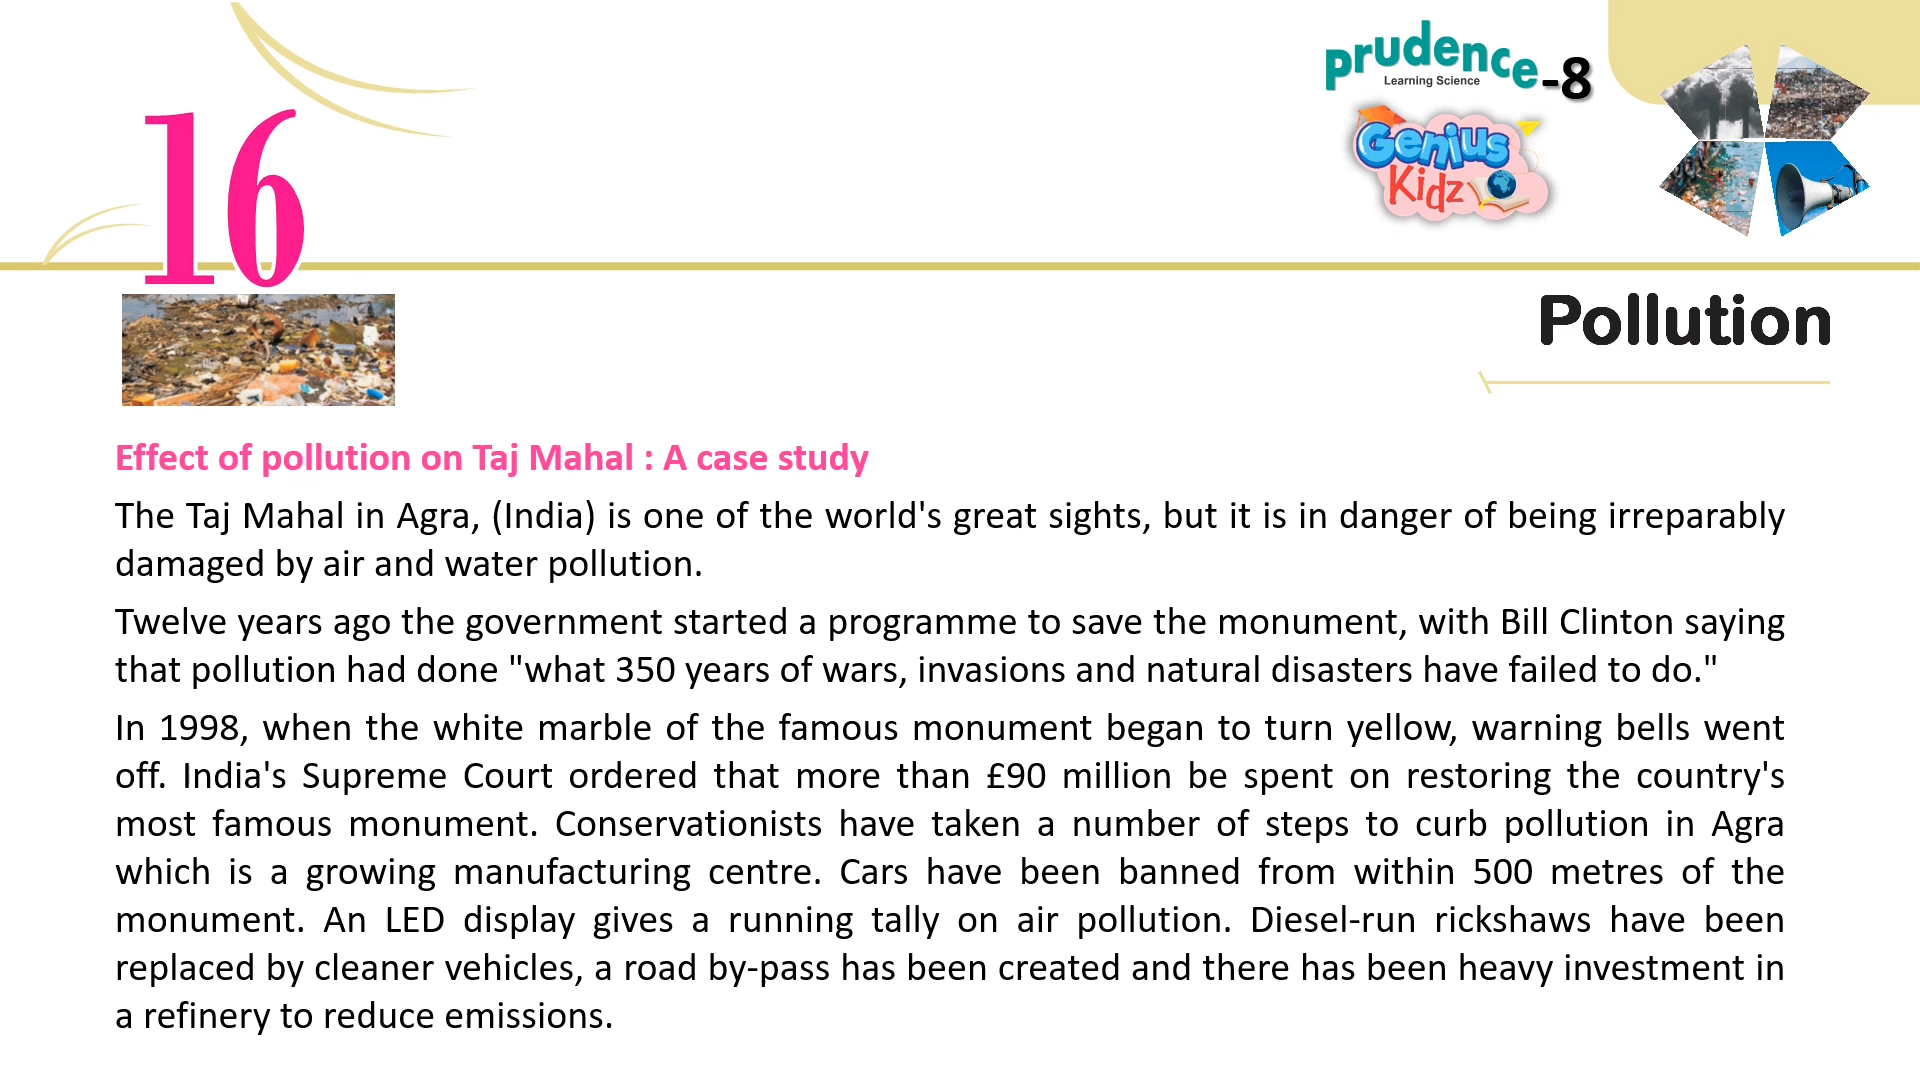 prudence-8
Learning Science
Genius
Kidz
16
Pollution
Effect of pollution on Taj Mahal : A case study
The Taj Mahal in Agra, (India) is one of the world's great sights, but it is in danger of being irreparably
damaged by air and water pollution.
Twelve years ago the government started a programme to save the monument, with Bill Clinton saying
that pollution had done "what 350 years of wars, invasions and natural disasters have failed to do."
In 1998, when the white marble of the famous monument began to turn yellow, warning bells went
off. India's Supreme Court ordered that more than £90 million be spent on restoring the country's
most famous monument. Conservationists have taken a number of steps to curb pollution in Agra
which is a growing manufacturing centre. Cars have been banned from within 500 metres of the
monument. An LED display gives a running tally on air pollution. Diesel-run rickshaws have been
replaced by cleaner vehicles, a road by-pass has been created and there has been heavy investment in
a refinery to reduce emissions.